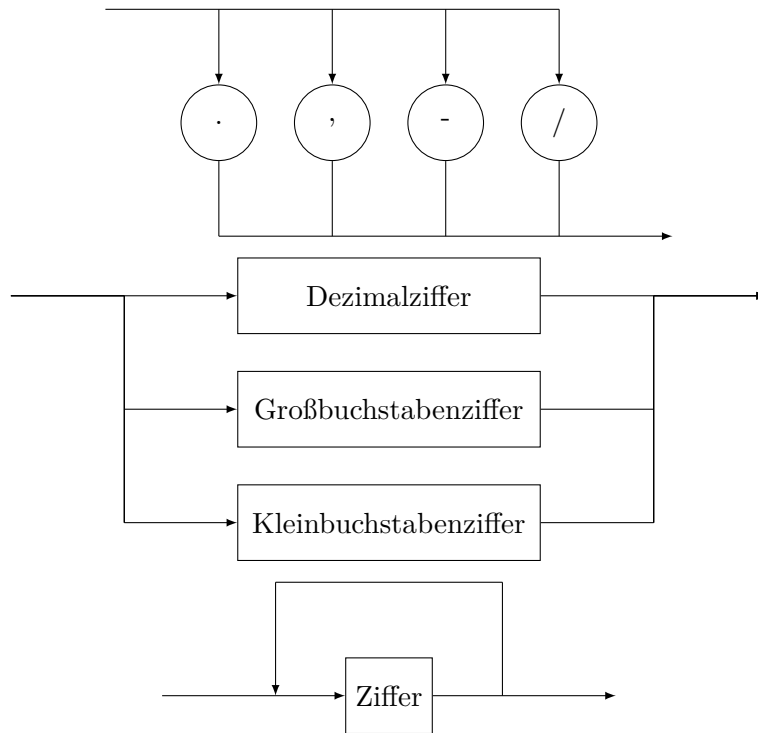 . , - /
Dezimalziffer
Großbuchstabenziffer
Kleinbuchstabenziffer
Ziffer